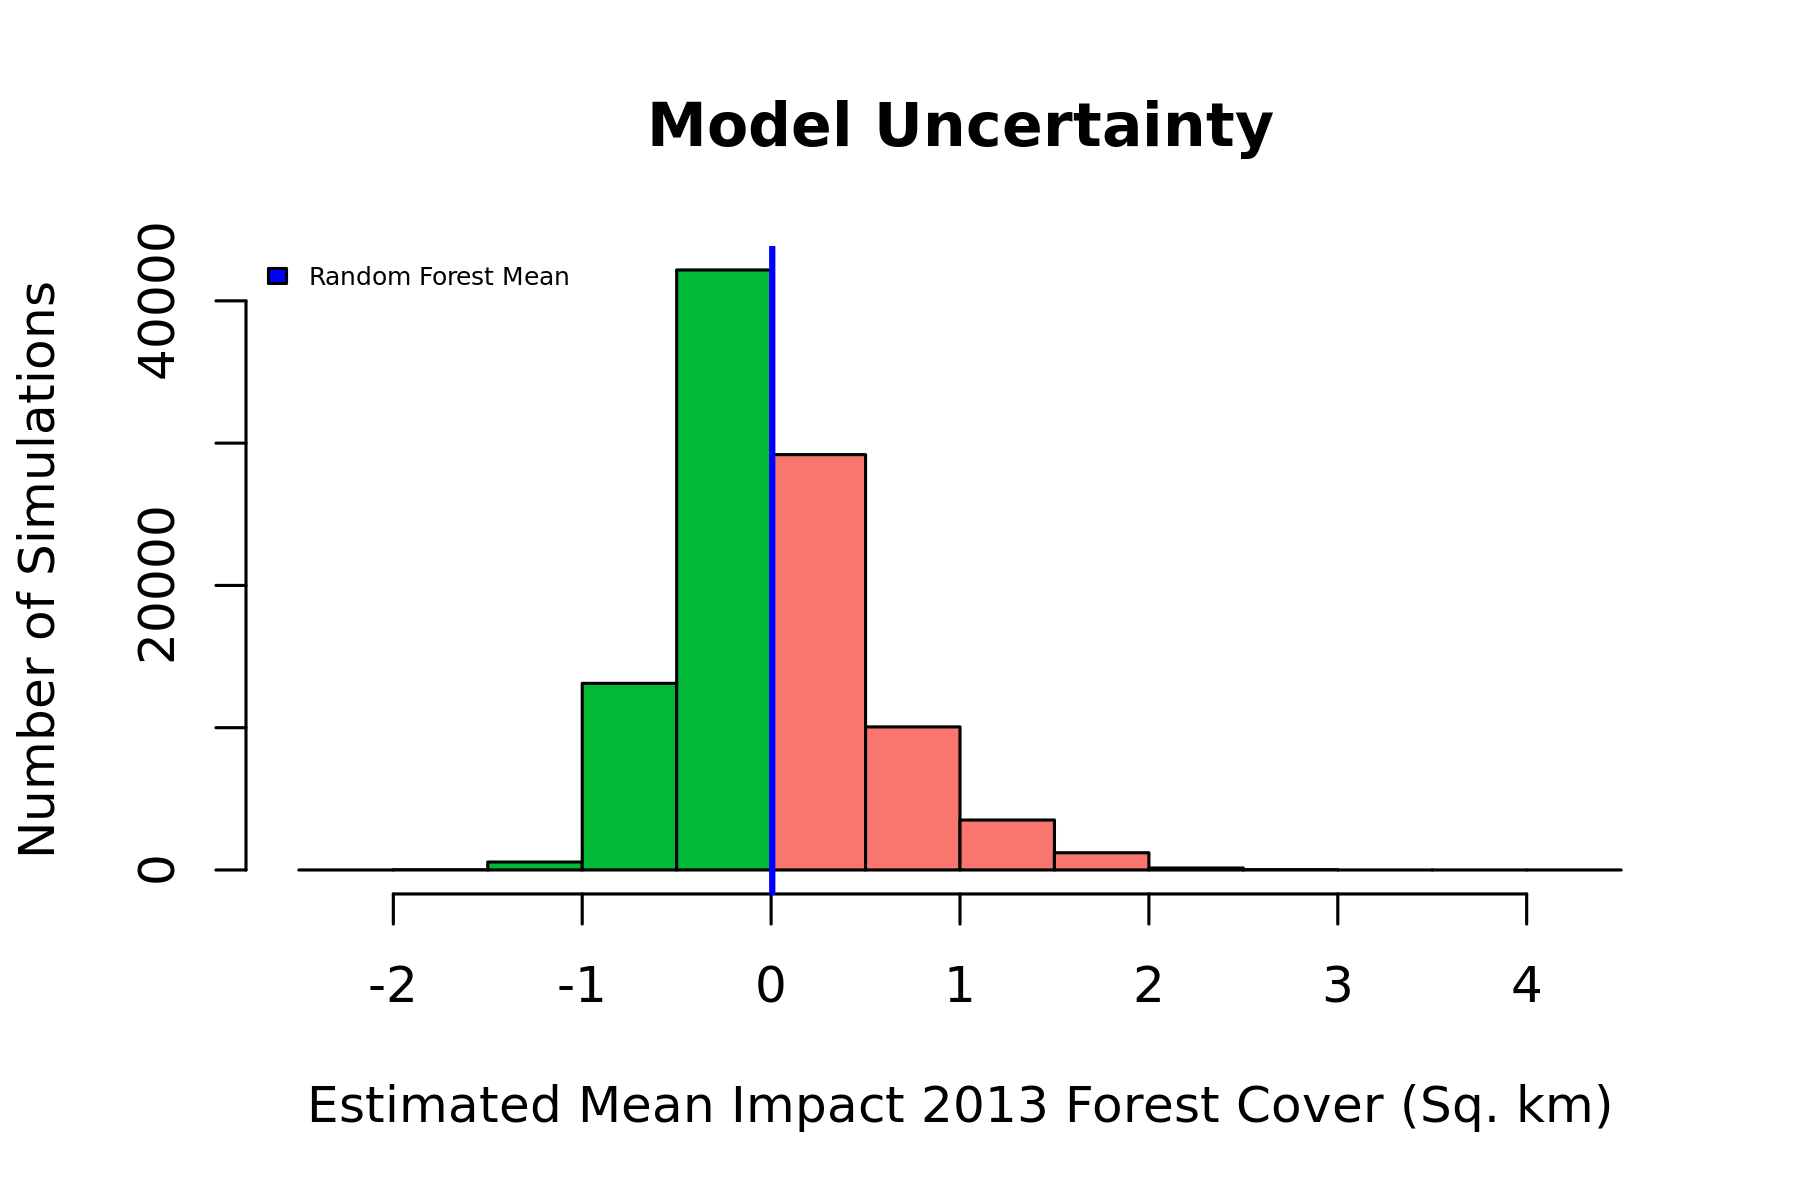 Model Uncertainty
Random Forest Mean
Number of Simulations
40000
20000
0
-2 -1 0 1 2 3 4
Estimated Mean Impact 2013 Forest Cover (Sq. km)